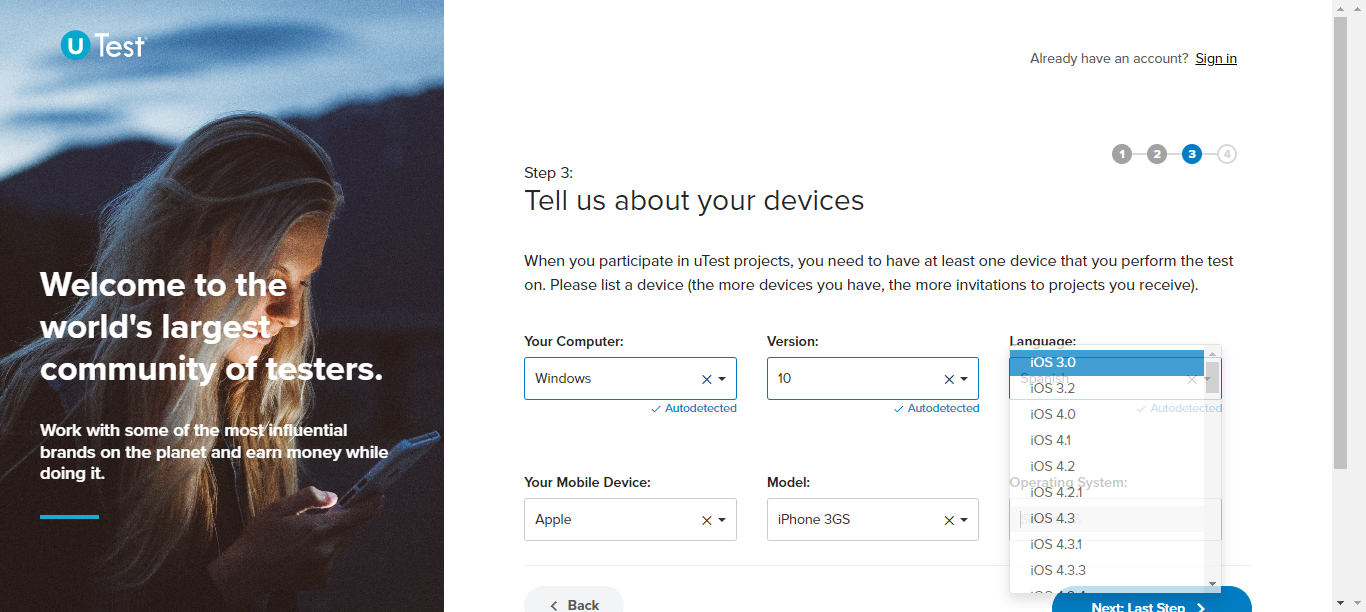 uTest
Already have an account? Sign in
1 2 3 4
Step 3:
Tell us about your devices
When you participate in uTest projects, you need to have at least one device that you perform the test
on. Please list a device (the more devices you have, the more invitations to projects you receive).
Welcome to the
world's largest
community of testers.
Work with some of the most influential
brands on the planet and earn money while
doing it.
Your Computer:
Windows
Autodetected
Version:
10
Autodetected
Language:
Spanish
Autodetected
Your Mobile Device:
Apple
Model:
iPhone 3GS
Operating System:
iOS 3.0
iOS 3.2
iOS 4.0
iOS 4.1
iOS 4.2
iOS 4.2.1
iOS 4.3
iOS 4.3.1
iOS 4.3.3
Back
Next: Last Step